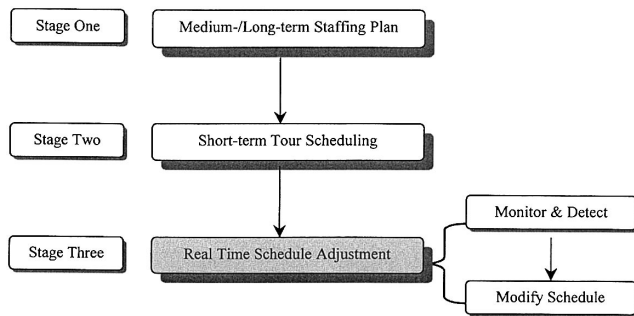 Stage One
Medium-/Long-term Staffing Plan
Stage Two
Short-term Tour Scheduling
Stage Three
Real Time Schedule Adjustment
Monitor & Detect
Modify Schedule